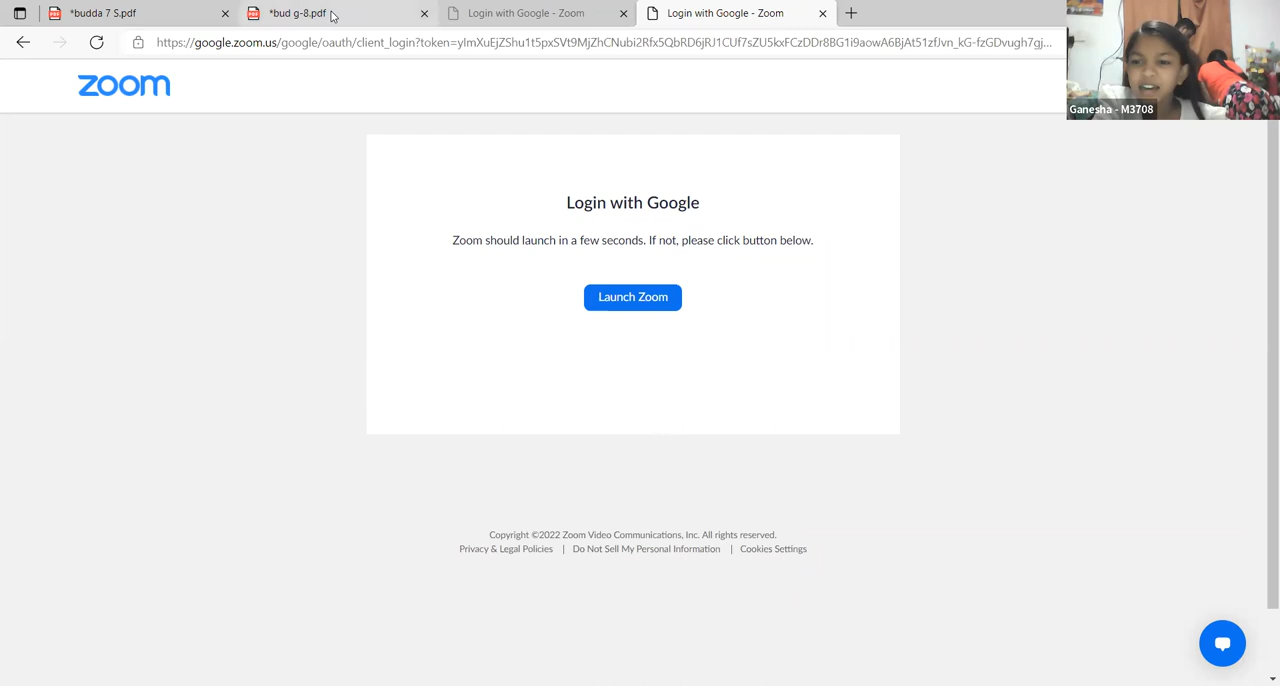 *budda 7 S.pdf
*bud g-8.pdf
Login with Google - Zoom
Login with Google - Zoom
https://google.zoom.us/google/oauth/client_login?token=ylmXuEjZShu1t5pxSVt9MjZhCNubi2Rfx5QbRD6jRJ1CUf7sZU5kxFCzDDr8BG1i9aowA6BjAt51zfJvn_kG-fzGDvugh7gj...
zoom
Ganesha - M3708
Login with Google
Zoom should launch in a few seconds. If not, please click button below.
Launch Zoom
Copyright ©2022 Zoom Video Communications, Inc. All rights reserved.
Privacy & Legal Policies | Do Not Sell My Personal Information | Cookies Settings